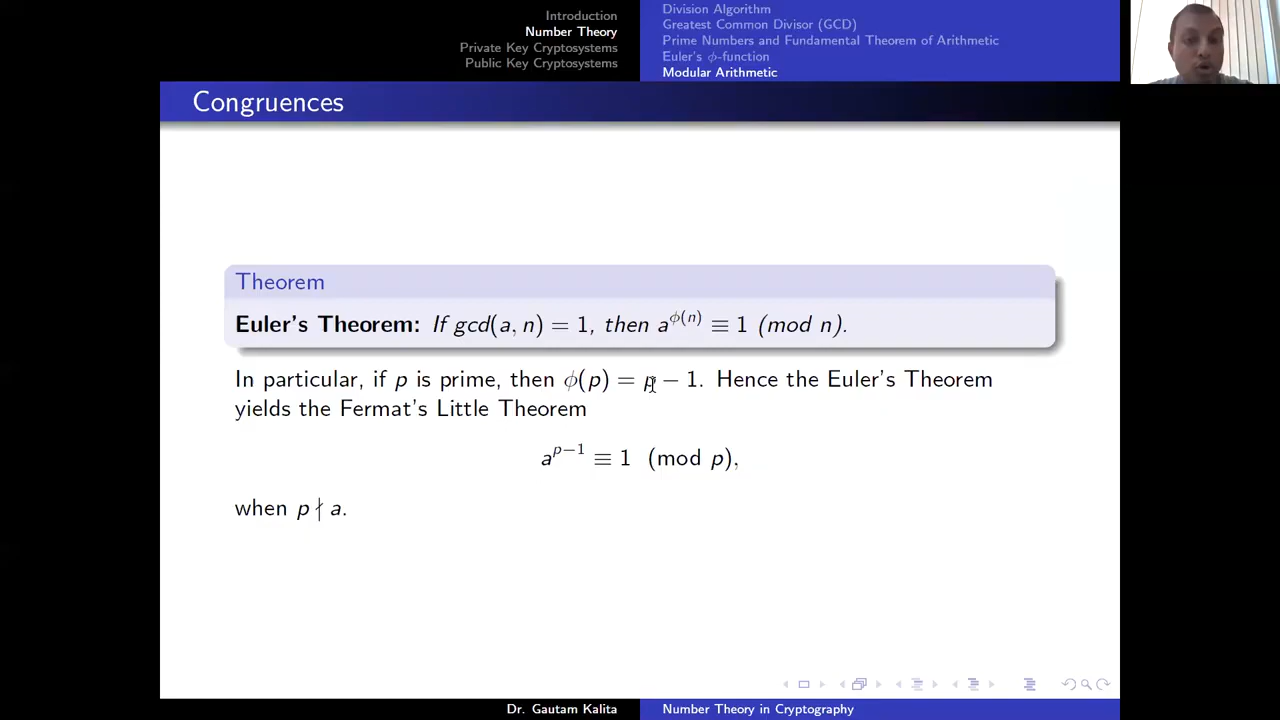 Introduction
Number Theory
Private Key Cryptosystems
Public Key Cryptosystems
Division Algorithm
Greatest Common Divisor (GCD)
Prime Numbers and Fundamental Theorem of Arithmetic
Euler's ϕ-function
Modular Arithmetic
Congruences
Theorem
Euler's Theorem: If gcd(a, n) = 1, then a^ϕ(n) ≡ 1 (mod n).
In particular, if p is prime, then ϕ(p) = p − 1. Hence the Euler's Theorem
yields the Fermat's Little Theorem
a^p−1 ≡ 1 (mod p),
when p ∤ a.
Dr. Gautam Kalita
Number Theory in Cryptography